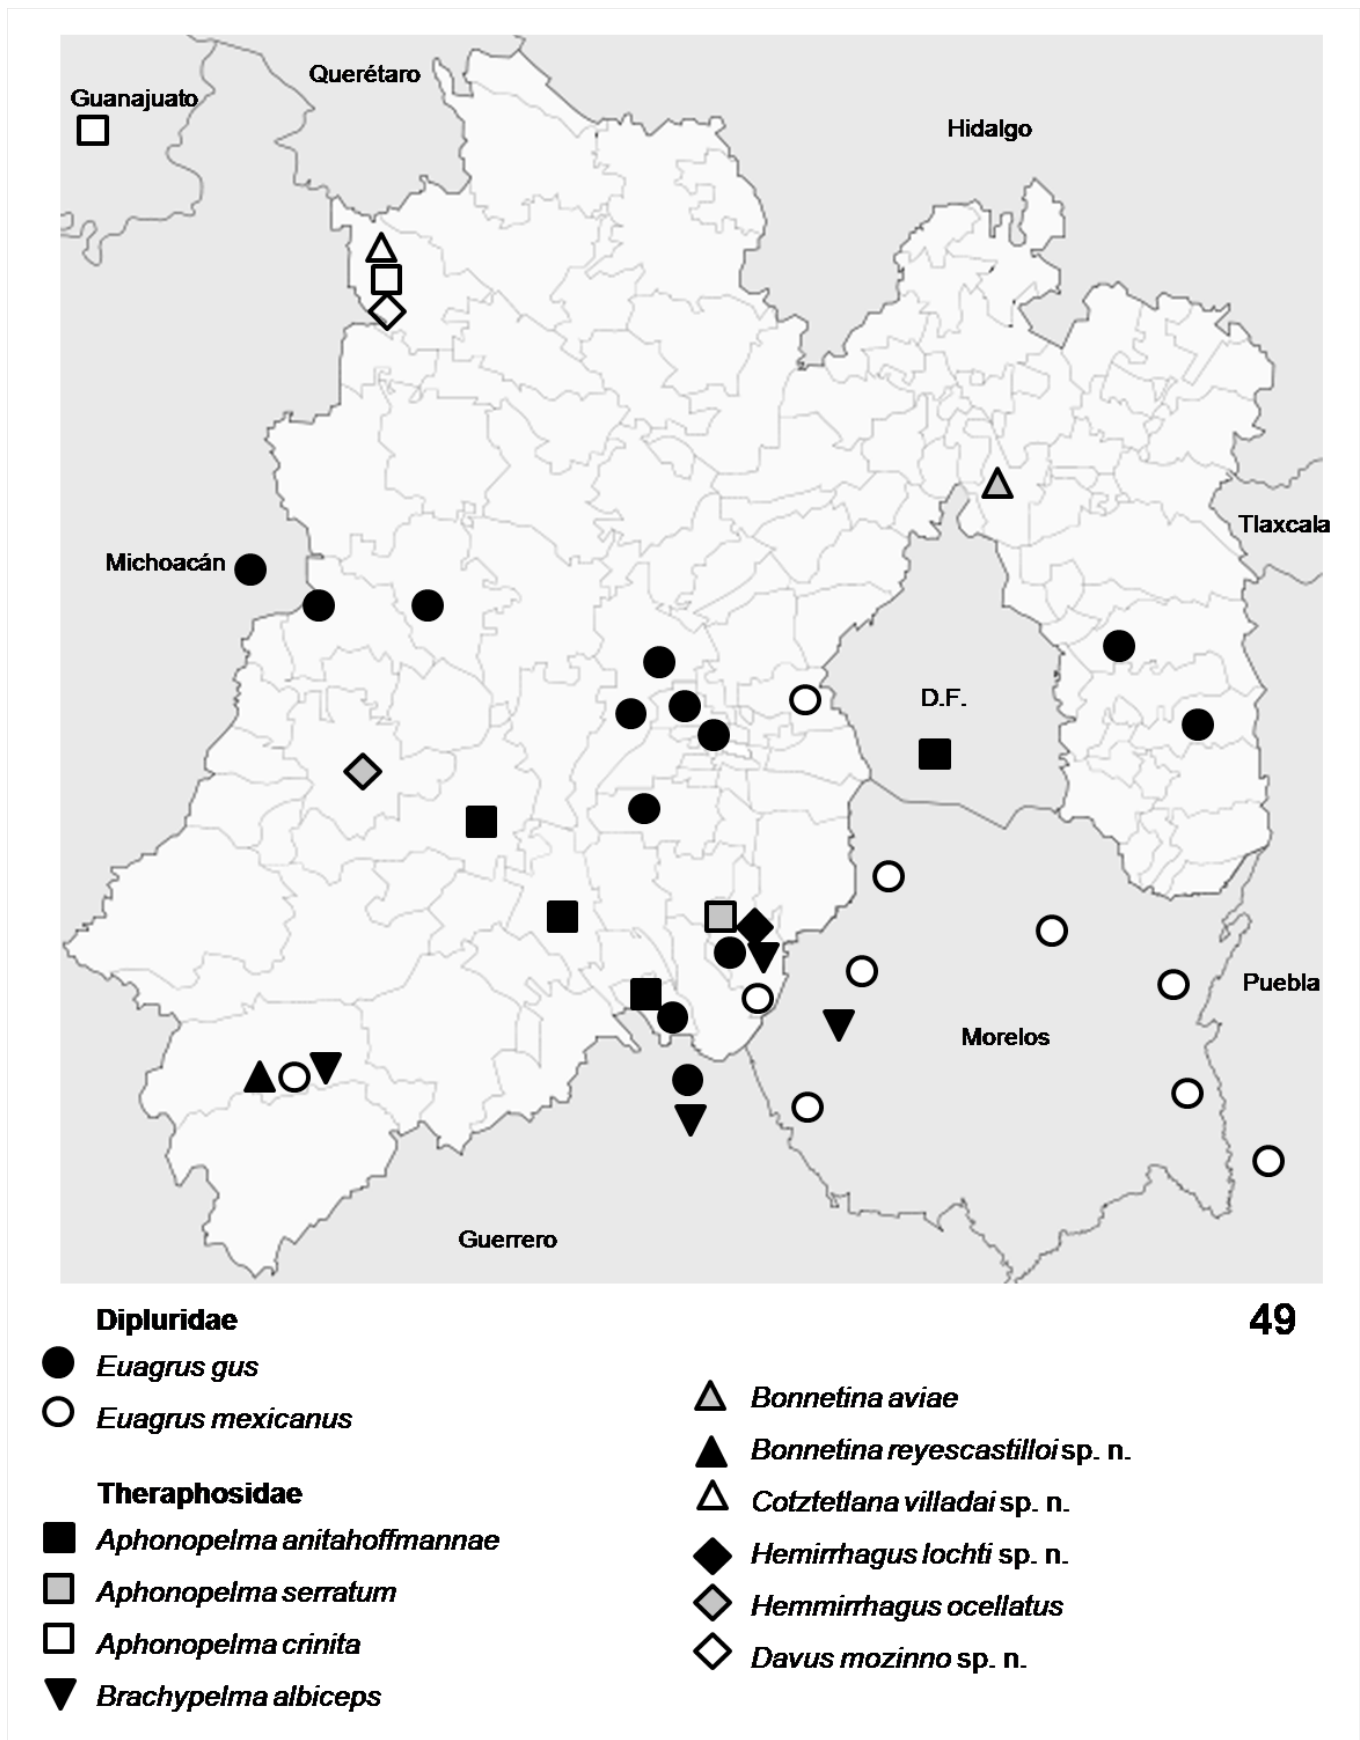 Querétaro
Guanajuato
Hidalgo
Tlaxcala
Michoacán
D.F.
Puebla
Morelos
Guerrero
49
Dipluridae
Euagrus gus
Euagrus mexicanus
Theraphosidae
Aphonopelma anitahoffmannae
Aphonopelma serratum
Aphonopelma crinita
Brachypelma albiceps
Bonnetina aviae
Bonnetina reyescastilloi sp. n.
Cotztetlana villadai sp. n.
Hemirrhagus lochti sp. n.
Hemmirrhagus ocellatus
Davus mozinno sp. n.